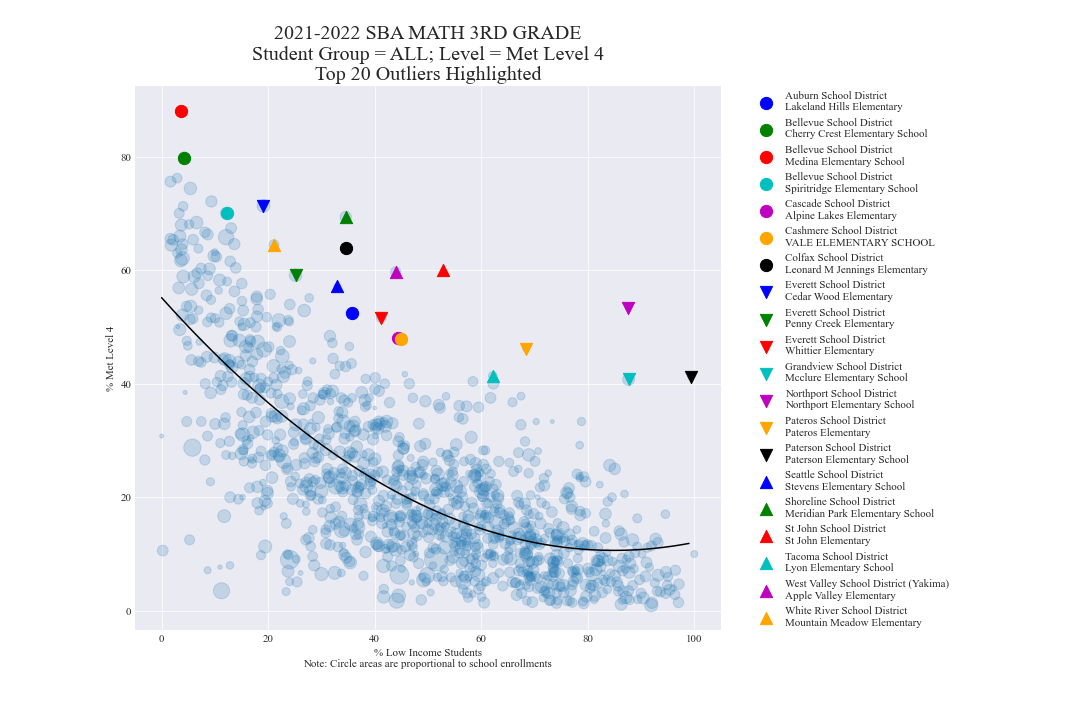 2021-2022 SBA MATH 3RD GRADE
Student Group = ALL; Level = Met Level 4
Top 20 Outliers Highlighted
% Met Level 4
80
60
40
20
0
0 20 40 60 80 100
% Low Income Students
Note: Circle areas are proportional to school enrollments
Auburn School District
Lakeland Hills Elementary
Bellevue School District
Cherry Crest Elementary School
Bellevue School District
Medina Elementary School
Bellevue School District
Spiritridge Elementary School
Cascade School District
Alpine Lakes Elementary
Cashmere School District
VALE ELEMENTARY SCHOOL
Colfax School District
Leonard M Jennings Elementary
Everett School District
Cedar Wood Elementary
Everett School District
Penny Creek Elementary
Everett School District
Whittier Elementary
Grandview School District
Mcclure Elementary School
Northport School District
Northport Elementary School
Pateros School District
Pateros Elementary
Paterson School District
Paterson Elementary School
Seattle School District
Stevens Elementary School
Shoreline School District
Meridian Park Elementary School
St John School District
St John Elementary
Tacoma School District
Lyon Elementary School
West Valley School District (Yakima)
Apple Valley Elementary
White River School District
Mountain Meadow Elementary